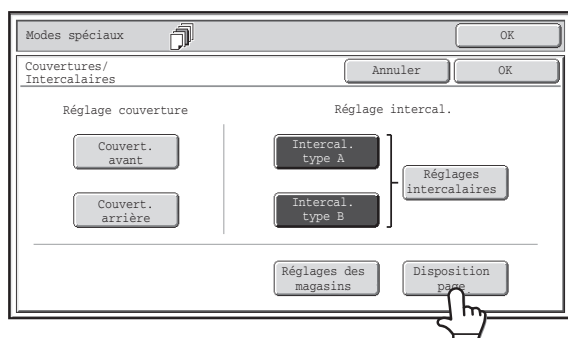 Modes spéciaux
OK
Couvertures/
Intercalaires
Annuler
OK
Réglage couverture
Réglage intercal.
Couvert.
avant
Intercal.
type A
Réglages
intercalaires
Couvert.
arrière
Intercal.
type B
Réglages des
magasins
Disposition
page